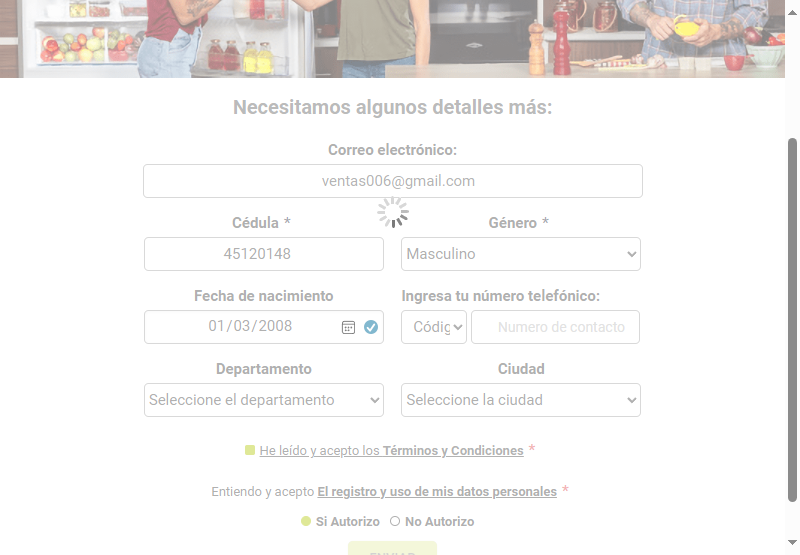 Necesitamos algunos detalles más:
Correo electrónico:
ventas006@gmail.com
Cédula *
Género *
45120148
Masculino
Fecha de nacimiento
Ingresa tu número telefónico:
01/03/2008
Códig
Numero de contacto
Departamento
Ciudad
Seleccione el departamento
Seleccione la ciudad
He leído y acepto los Términos y Condiciones *
Entiendo y acepto El registro y uso de mis datos personales *
Si Autorizo
No Autorizo
ENVIAR